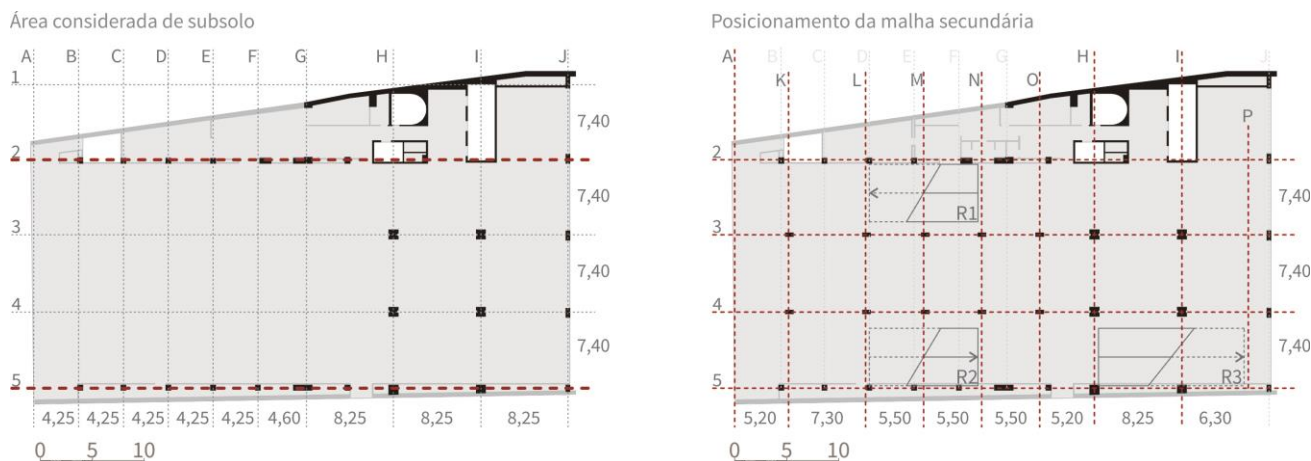 Área considerada de subsolo
A B C D E F G H I J
1
7,40
2
7,40
3
7,40
4
7,40
5
4,25 4,25 4,25 4,25 4,25 4,60 8,25 8,25 8,25
0 5 10
Posicionamento da malha secundária
A B C D E F G H I J
K L M N O
P
2
R1
7,40
3
7,40
4
7,40
R2 R3
5
5,20 7,30 5,50 5,50 5,50 5,20 8,25 6,30
0 5 10